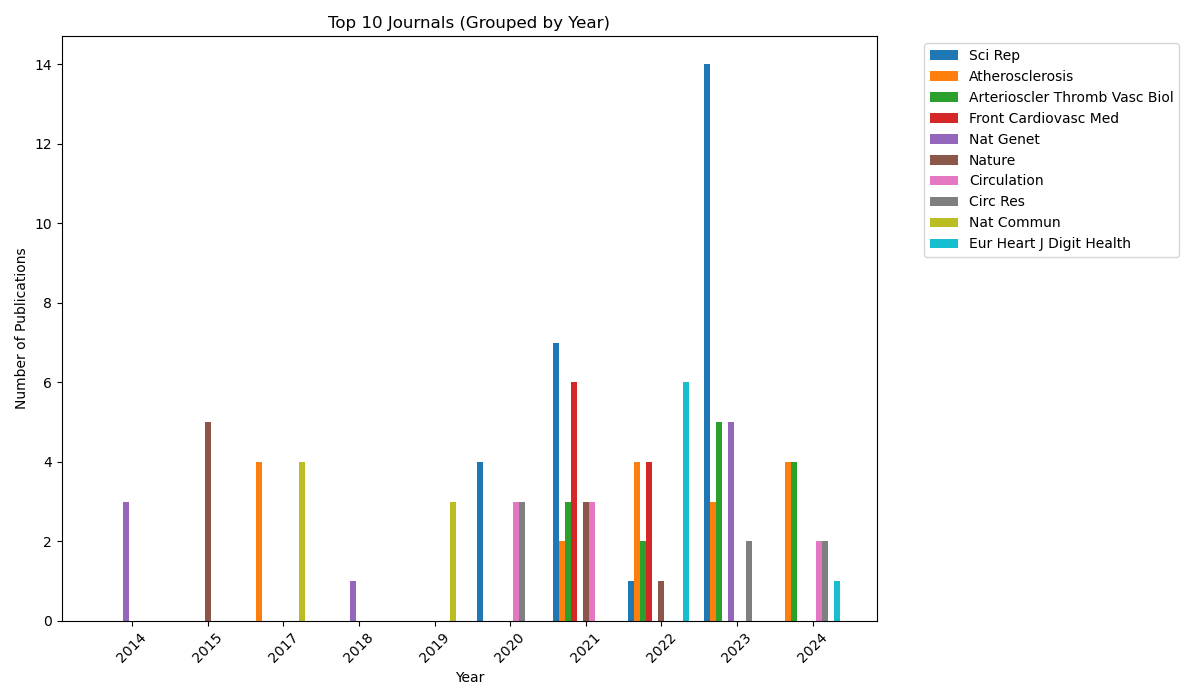 Top 10 Journals (Grouped by Year)
Number of Publications
14
12
10
8
6
4
2
0
2014
2015
2017
2018
2019
2020
2021
2022
2023
2024
Year
Sci Rep
Atherosclerosis
Arterioscler Thromb Vasc Biol
Front Cardiovasc Med
Nat Genet
Nature
Circulation
Circ Res
Nat Commun
Eur Heart J Digit Health